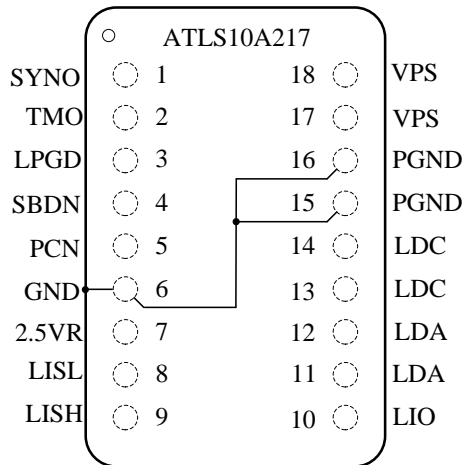 ATLS10A217
SYNO 1 18 VPS
TMO 2 17 VPS
LPGD 3 16 PGND
SBDN 4 15 PGND
PCN 5 14 LDC
GND 6 13 LDC
2.5VR 7 12 LDA
LISL 8 11 LDA
LISH 9 10 LIO